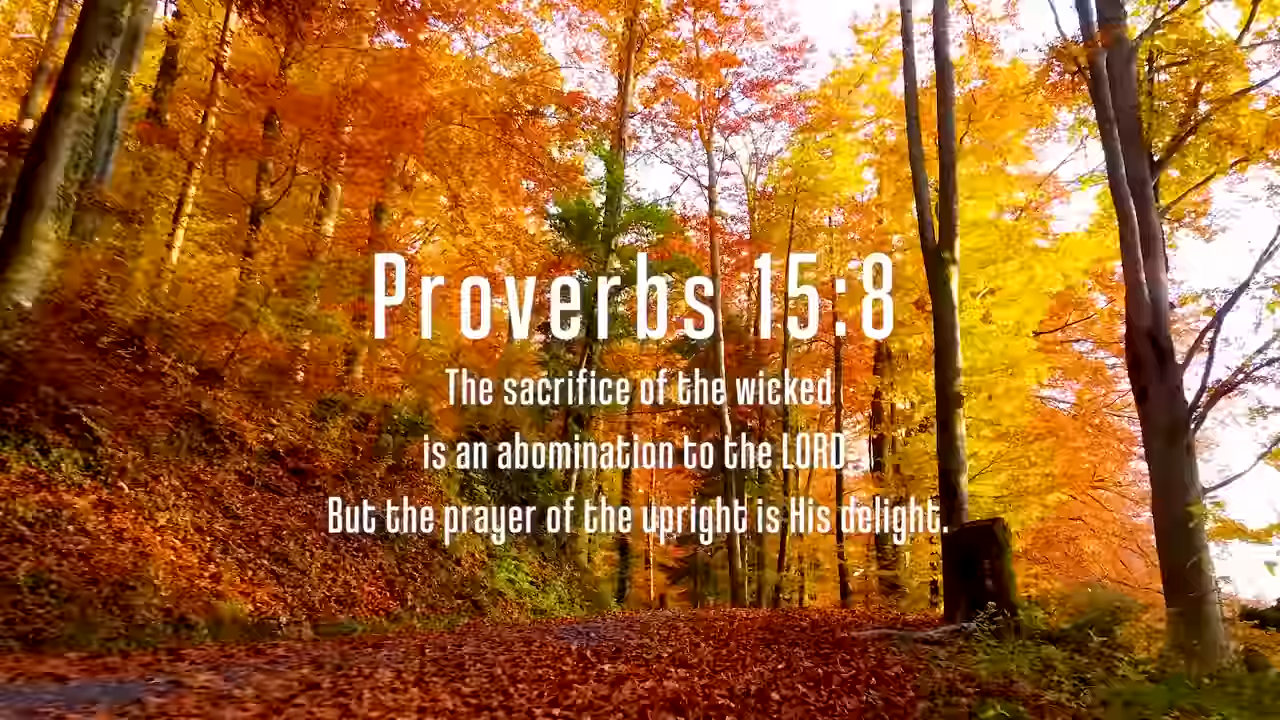 Proverbs 15:8
The sacrifice of the wicked
is an abomination to the LORD.
But the prayer of the upright is His delight.